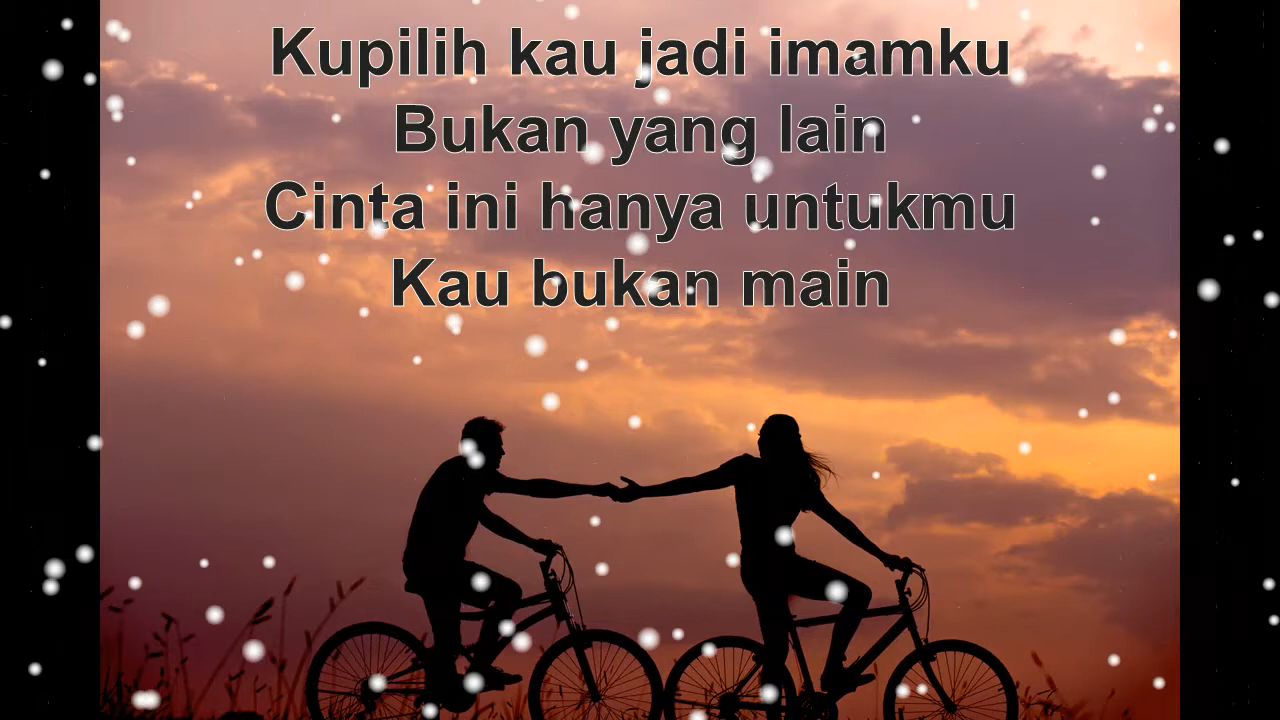 Kupilih kau jadi imamku
Bukan yang lain
Cinta ini hanya untukmu
Kau bukan main